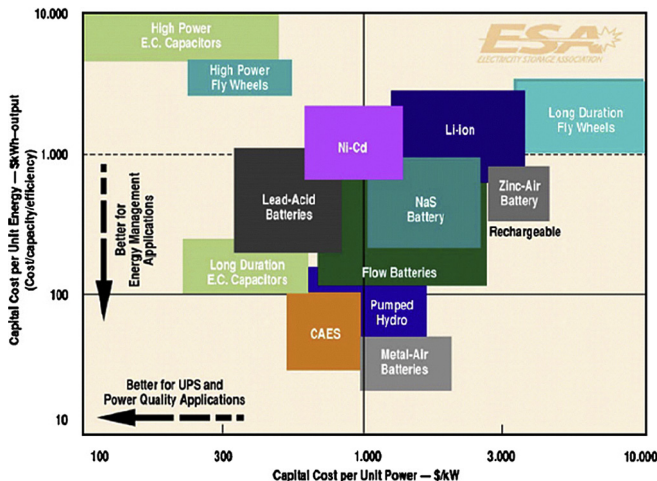 10.000
High Power
E.C. Capacitors
ESA
ELECTRICITY STORAGE ASSOCIATION
High Power
Fly Wheels
Long Duration
Fly Wheels
Li-ion
Ni-Cd
1.000
Zinc-Air
Battery
Rechargeable
Lead-Acid
Batteries
NaS
Battery
Better for
Energy Management
Applications
Capital Cost per Unit Energy — $/kWh–output
(Cost/capacity/efficiency)
Long Duration
E.C. Capacitors
Flow Batteries
100
Pumped
Hydro
CAES
Metal-Air
Batteries
Better for UPS and
Power Quality Applications
10
100
300
1.000
3.000
10.000
Capital Cost per Unit Power — $/kW